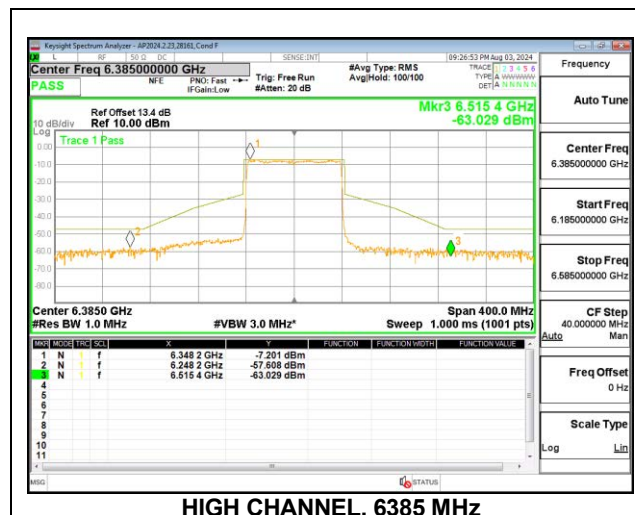 Keysight Spectrum Analyzer - AP2024.2.23,28161, Cond F
L RF 50 Ω DC SENSE:INT 09:26:53 PM Aug 03, 2024
Center Freq 6.385000000 GHz
PASS
NFE
PNO: Fast
IFGain:Low
Trig: Free Run
#Atten: 20 dB
#Avg Type: RMS
Avg|Hold: 100/100
TRACE 1 2 3 4 5 6
TYPE A WWWWW
DET A N N N N N
Ref Offset 13.4 dB
10 dB/div Ref 10.00 dBm
Mkr3 6.515 4 GHz
-63.029 dBm
Log
Trace 1 Pass
0.00
-10.0
-20.0
-30.0
-40.0
-50.0
-60.0
-70.0
-80.0
1
2
3
Center 6.3850 GHz Span 400.0 MHz
#Res BW 1.0 MHz #VBW 3.0 MHz* Sweep 1.000 ms (1001 pts)
MKR MODE TRC SCL X Y FUNCTION FUNCTION WIDTH FUNCTION VALUE
1 N 1 f 6.348 2 GHz -7.201 dBm
2 N 1 f 6.248 2 GHz -57.608 dBm
3 N 1 f 6.515 4 GHz -63.029 dBm
4
5
6
7
8
9
10
11
MSG STATUS
Frequency
Auto Tune
Center Freq
6.385000000 GHz
Start Freq
6.185000000 GHz
Stop Freq
6.585000000 GHz
CF Step
40.000000 MHz
Auto Man
Freq Offset
0 Hz
Scale Type
Log Lin
HIGH CHANNEL, 6385 MHz